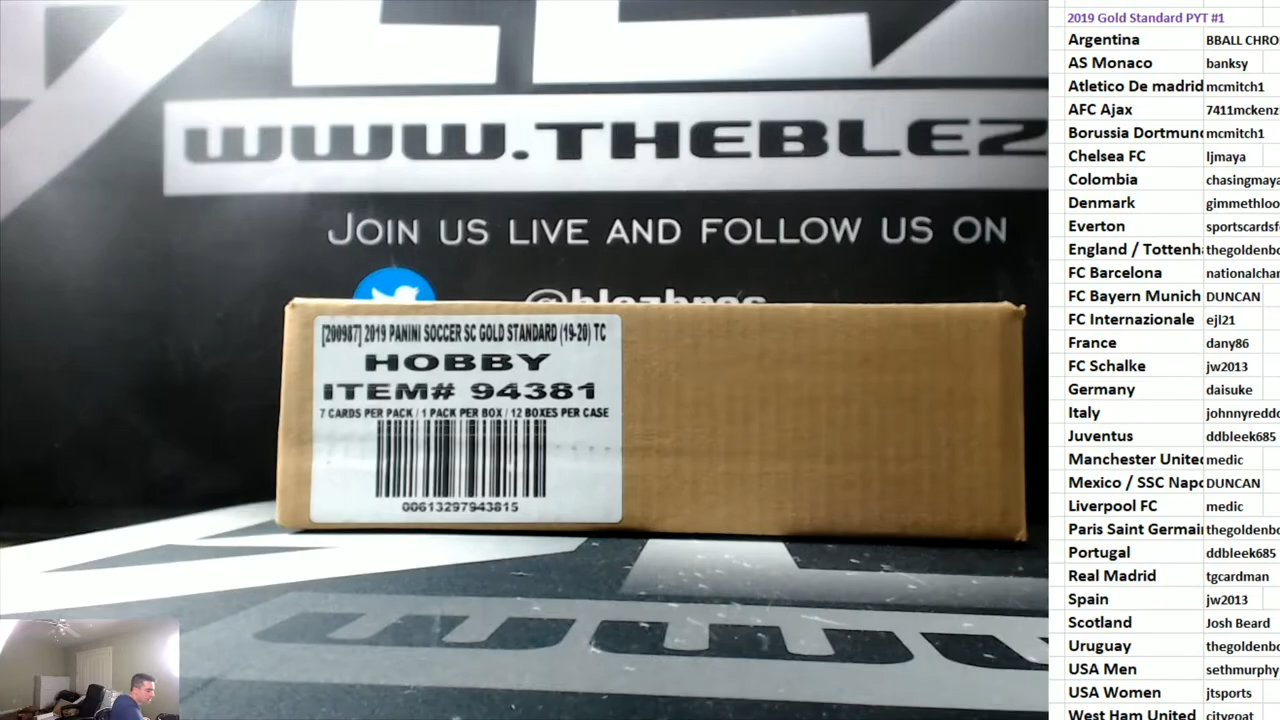 WWW.THEBLEZ
JOIN US LIVE AND FOLLOW US ON
@blezbros
[200987] 2019 PANINI SOCCER SC GOLD STANDARD (19-20) TC
HOBBY
ITEM# 94381
7 CARDS PER PACK / 1 PACK PER BOX / 12 BOXES PER CASE
00613297943815
2019 Gold Standard PYT #1
Argentina BBALL CHRO
AS Monaco banksy
Atletico De madrid mcmitch1
AFC Ajax 7411mckenz
Borussia Dortmund mcmitch1
Chelsea FC ljmaya
Colombia chasingmaya
Denmark gimmethloo
Everton sportscardsf
England / Tottenha thegoldenbo
FC Barcelona nationalchar
FC Bayern Munich DUNCAN
FC Internazionale ejl21
France dany86
FC Schalke jw2013
Germany daisuke
Italy johnnyreddo
Juventus ddbleek685
Manchester United medic
Mexico / SSC Napo DUNCAN
Liverpool FC medic
Paris Saint Germain thegoldenbo
Portugal ddbleek685
Real Madrid tgcardman
Spain jw2013
Scotland Josh Beard
Uruguay thegoldenbo
USA Men sethmurphy
USA Women jtsports
West Ham United citygoat